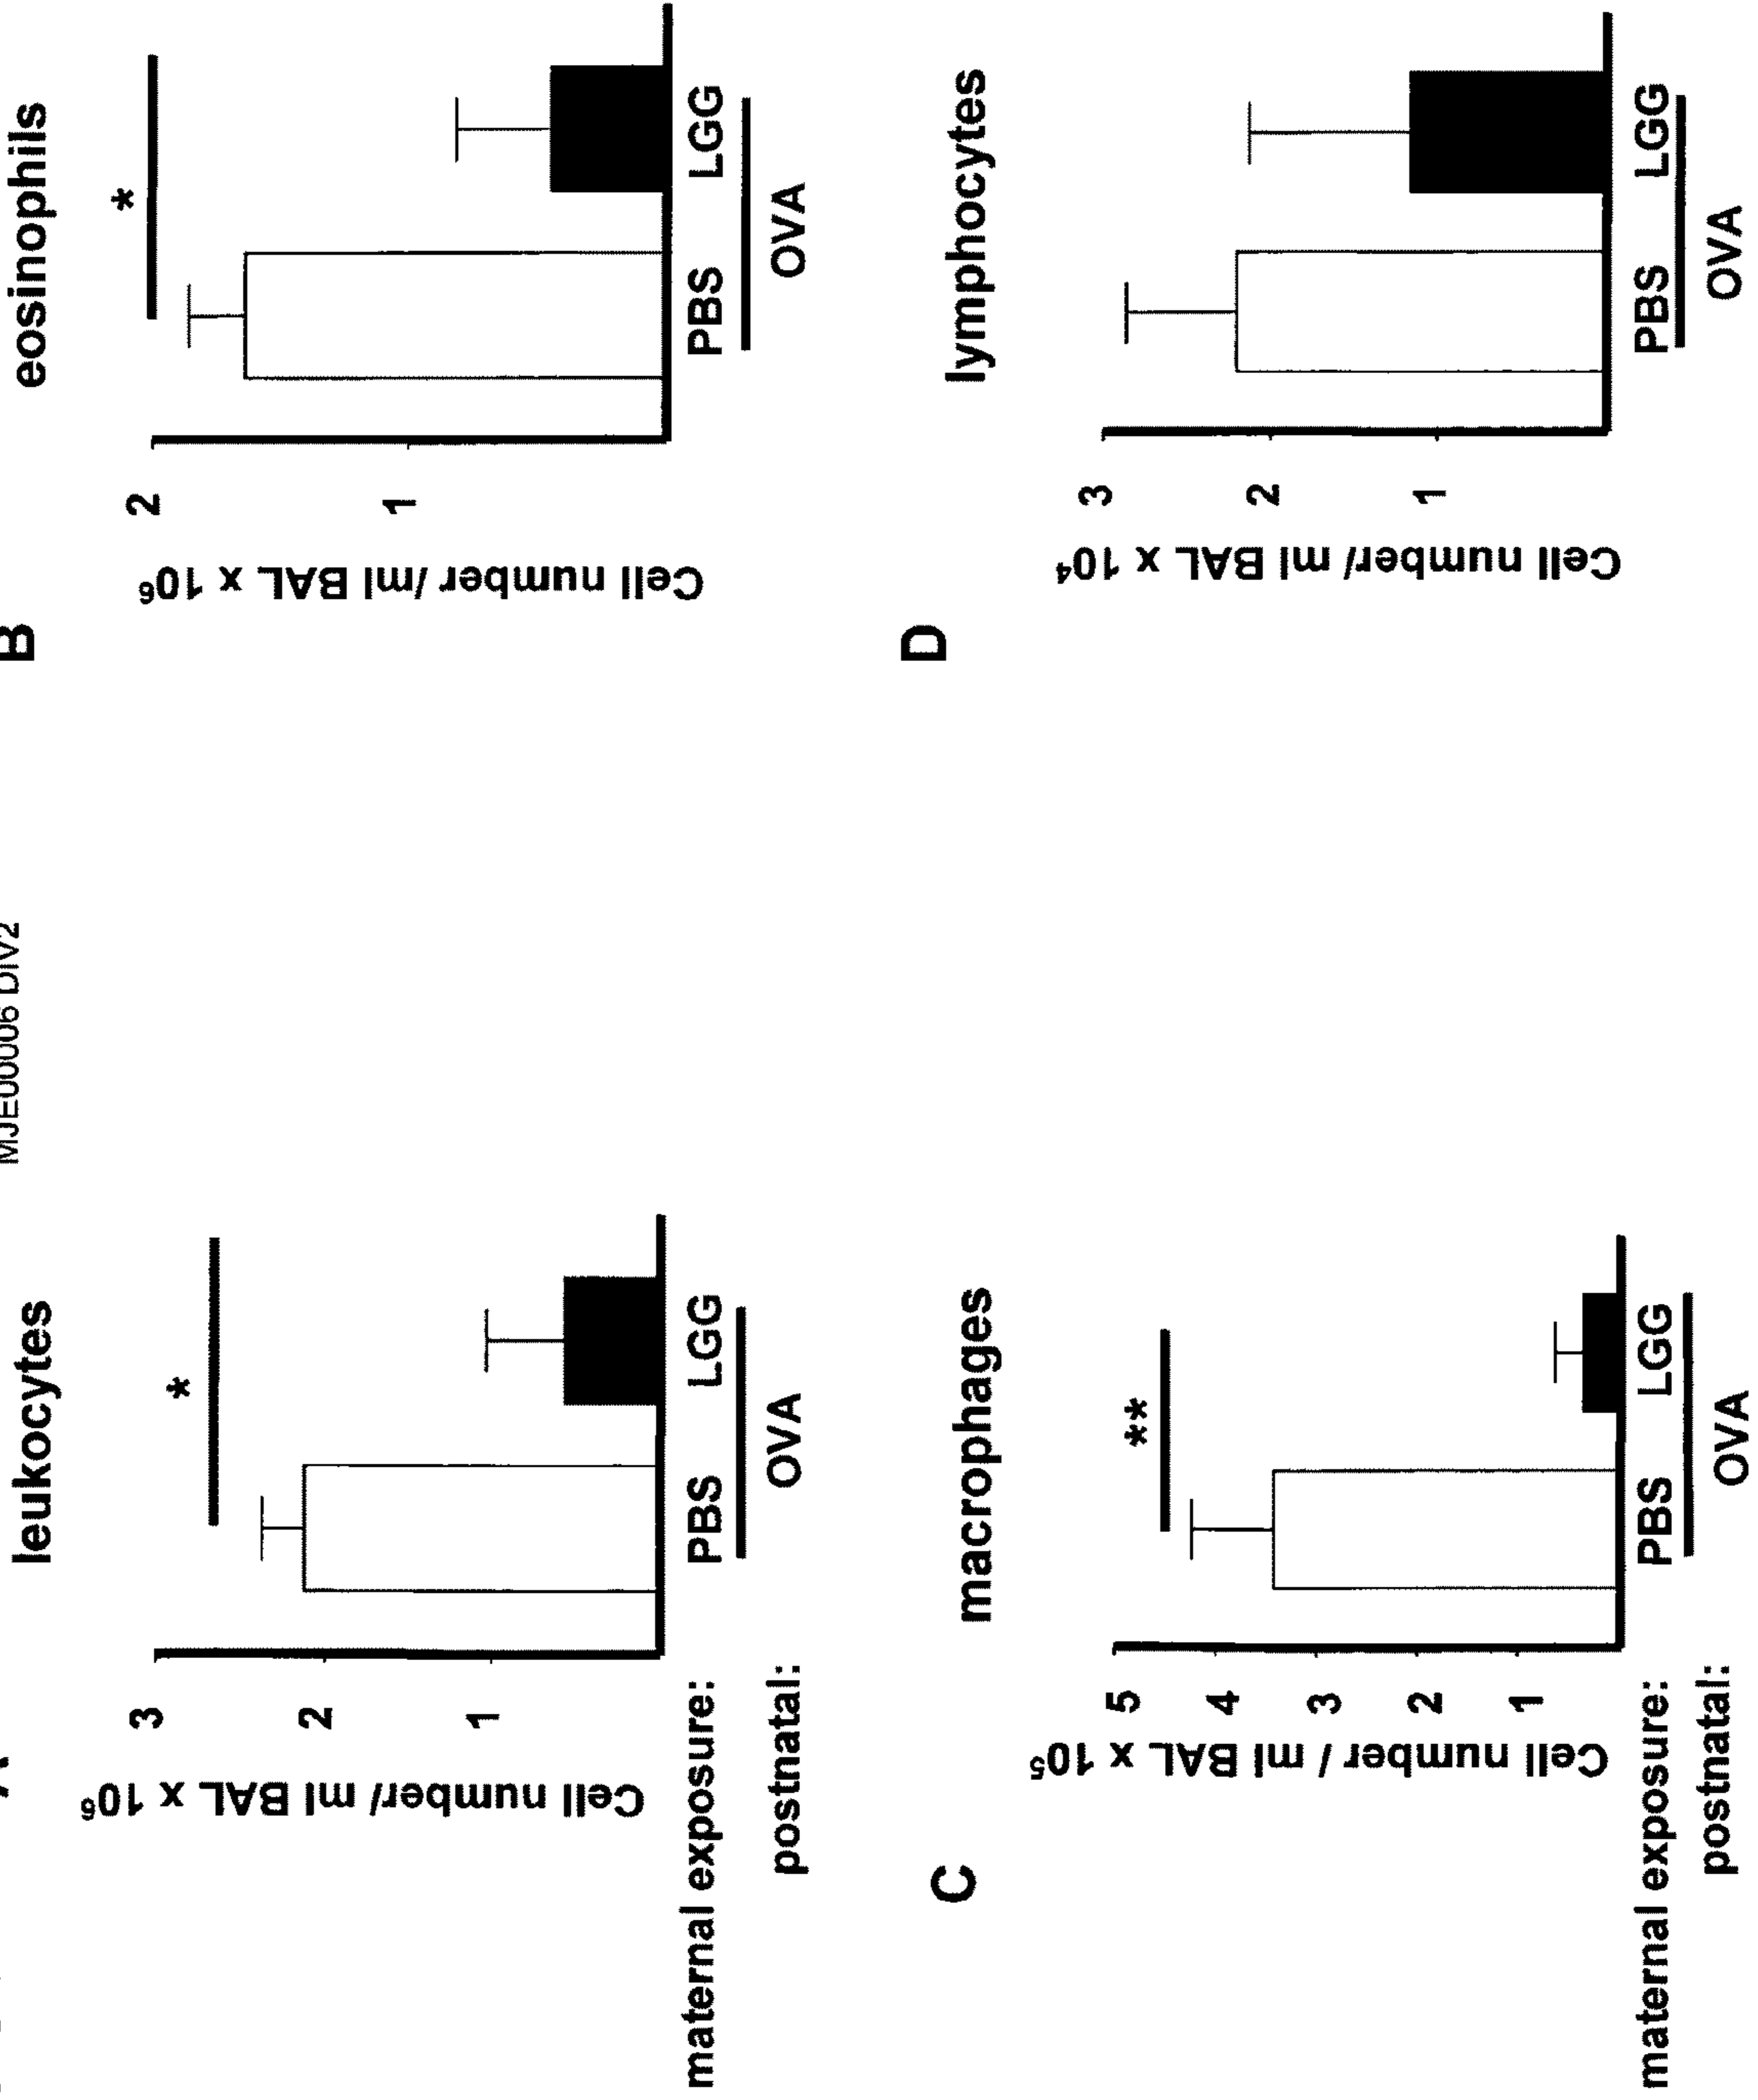 MJE00006 DIV2
A
leukocytes
*
Cell number/ ml BAL x 10⁶
3
2
1
maternal exposure: PBS LGG
postnatal: OVA
B
eosinophils
*
Cell number/ ml BAL x 10⁶
2
1
PBS LGG
OVA
C
macrophages
**
Cell number / ml BAL x 10⁵
5
4
3
2
1
maternal exposure: PBS LGG
postnatal: OVA
D
lymphocytes
Cell number/ ml BAL x 10⁴
3
2
1
PBS LGG
OVA